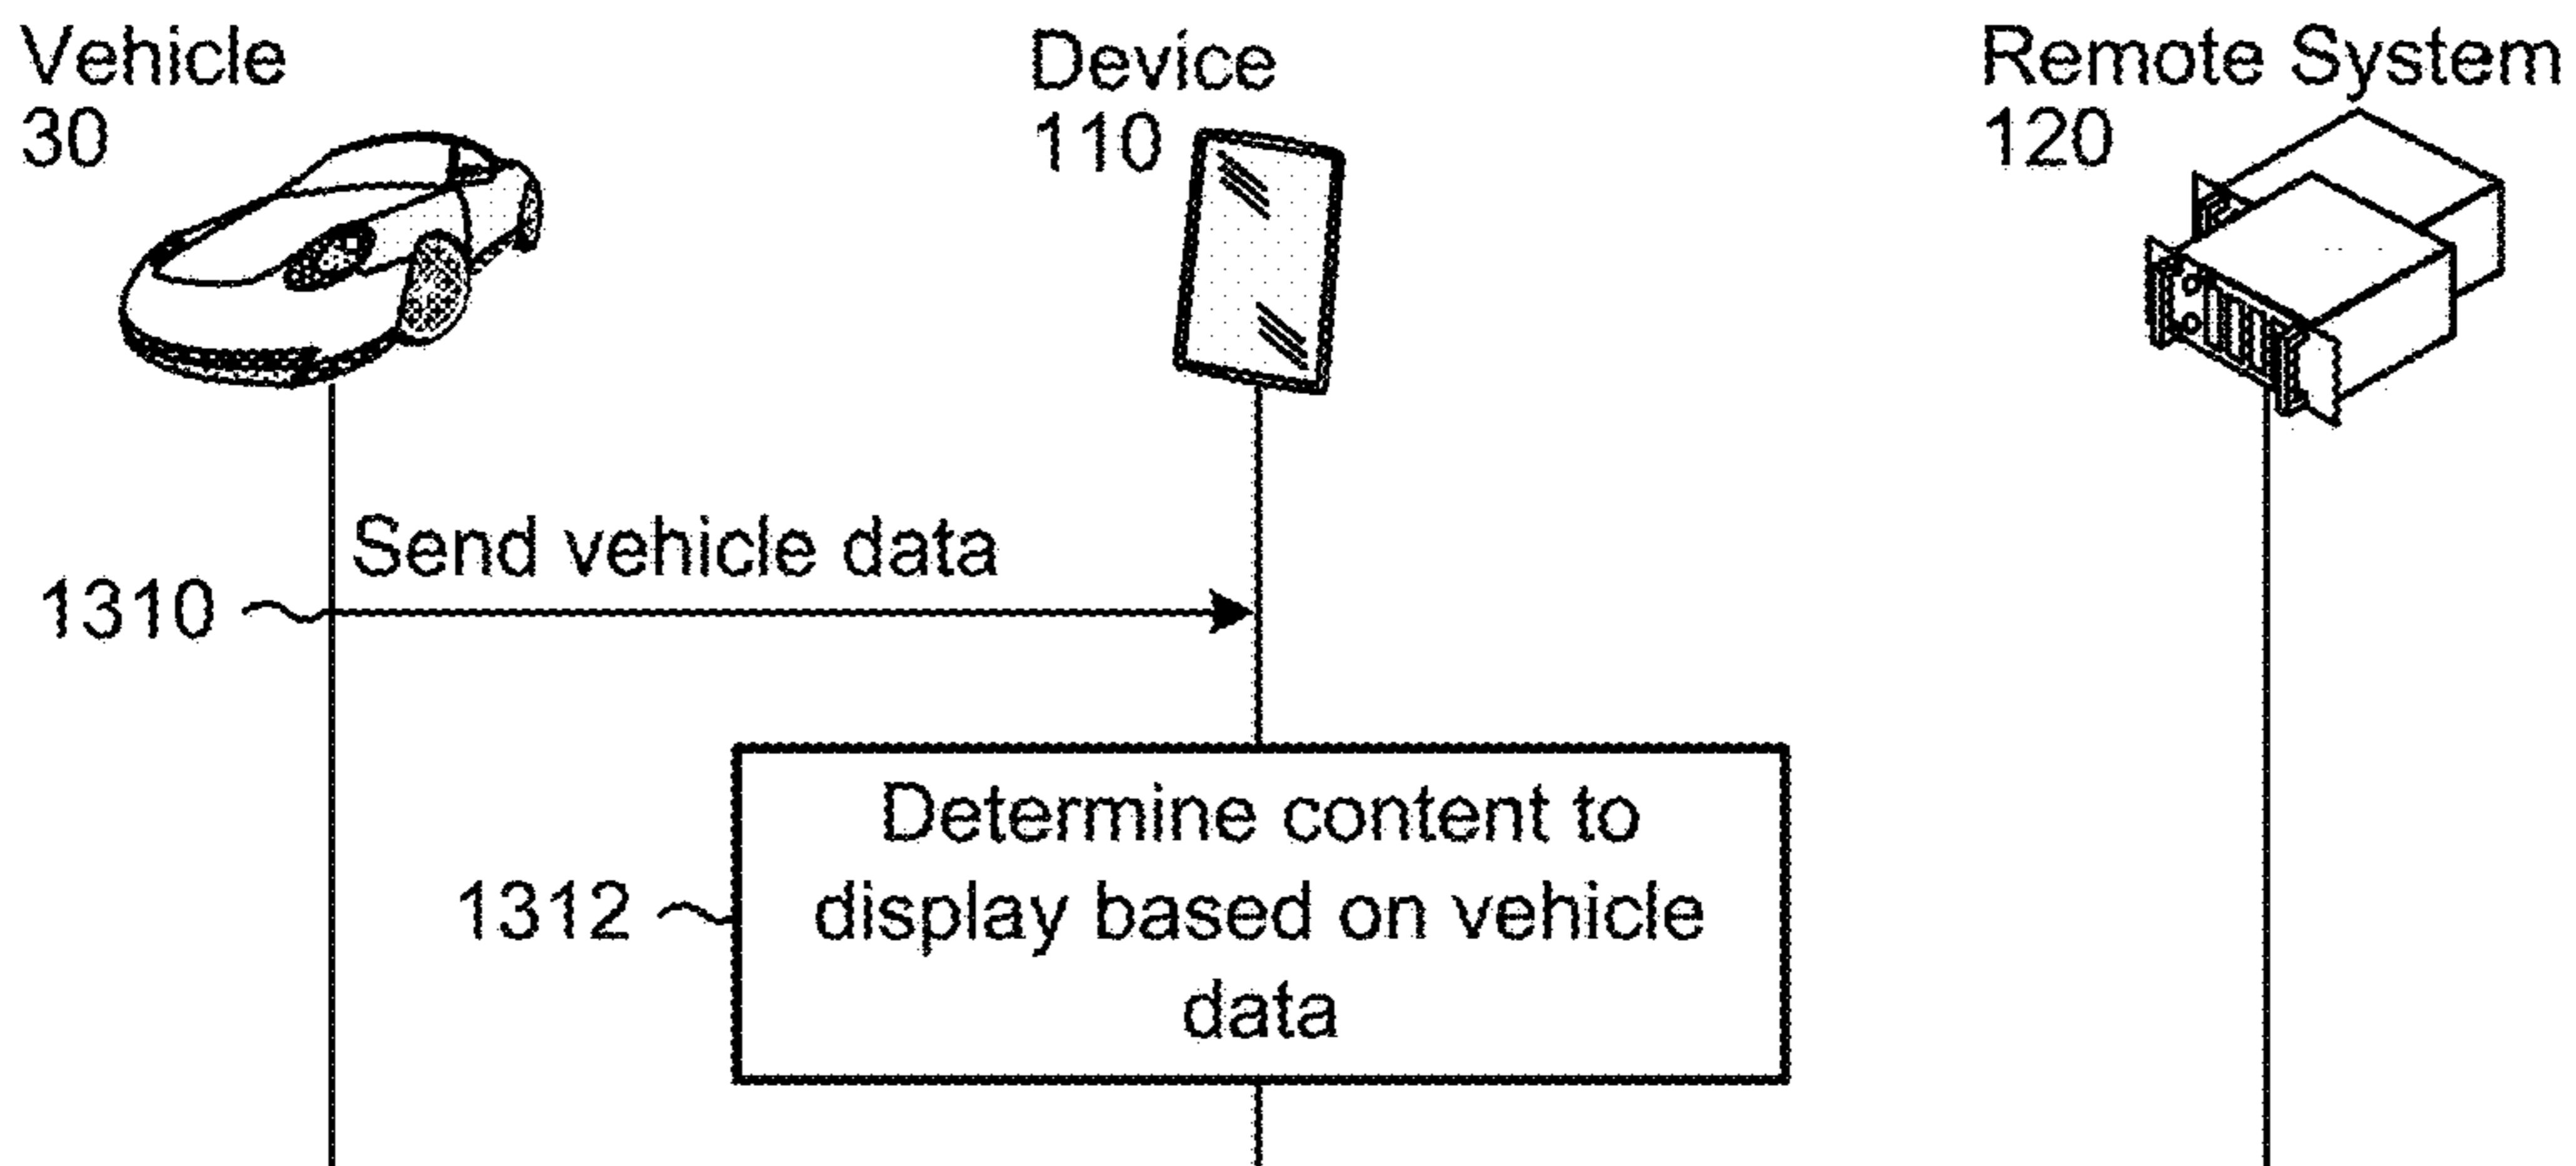 Vehicle
30
Device
110
Remote System
120
Send vehicle data
1310
Determine content to
1312
display based on vehicle
data